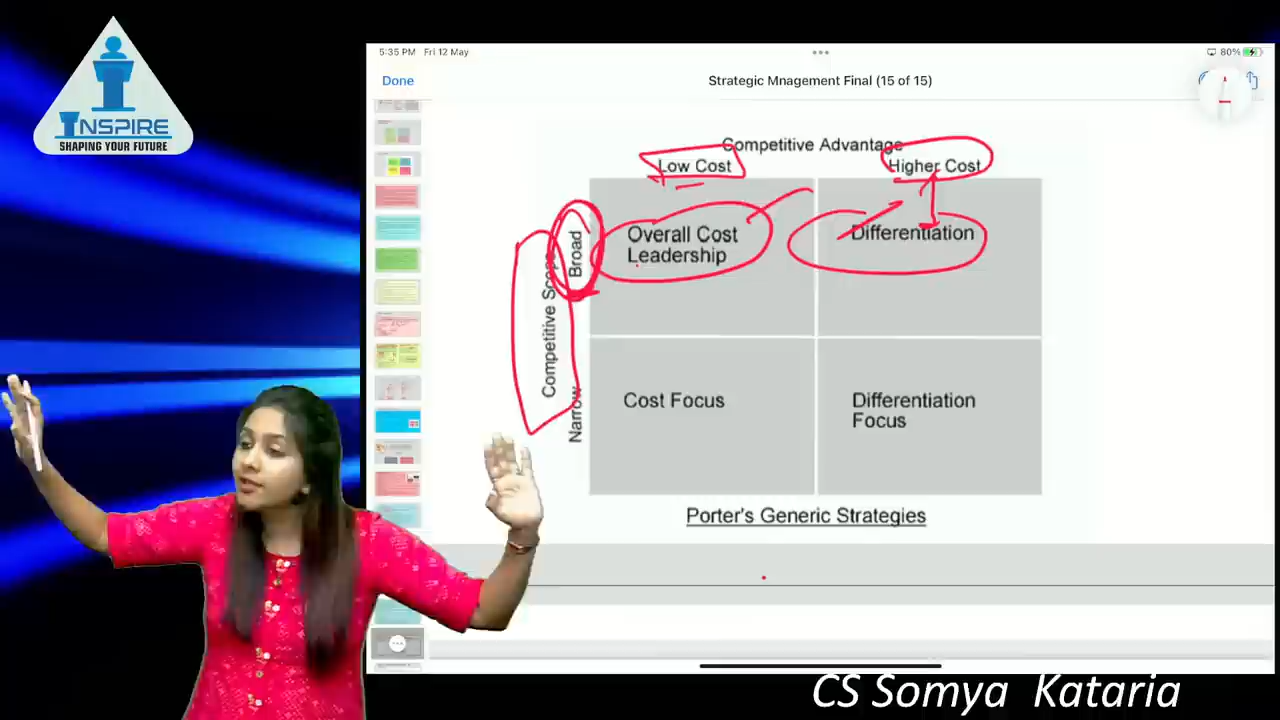 INSPIRE
SHAPING YOUR FUTURE
5:35 PM Fri 12 May
80%
Done
Strategic Mnagement Final (15 of 15)
Competitive Advantage
Low Cost
Higher Cost
Competitive Scope
Broad
Narrow
Overall Cost
Leadership
Differentiation
Cost Focus
Differentiation
Focus
Porter's Generic Strategies
CS Somya Kataria